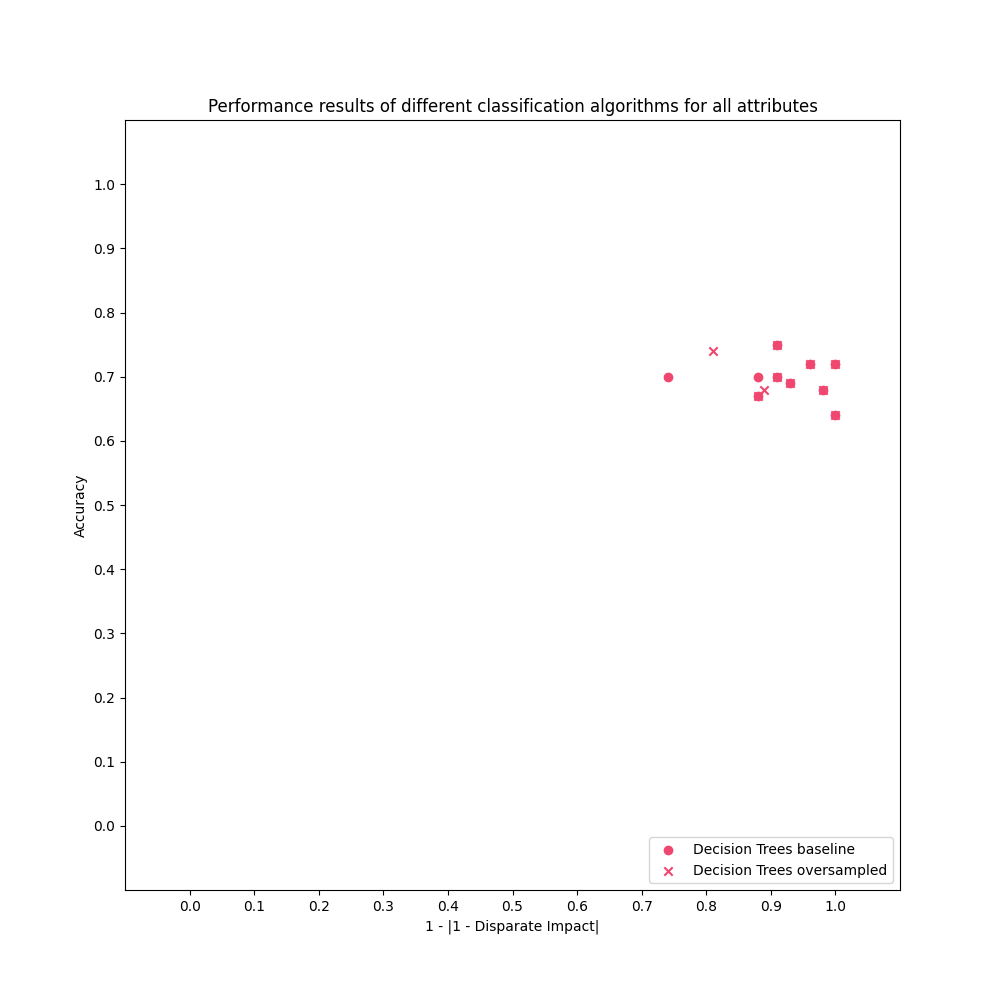 Performance results of different classification algorithms for all attributes
1.0
0.9
0.8
0.7
0.6
0.5
0.4
0.3
0.2
0.1
0.0
Accuracy
Decision Trees baseline
Decision Trees oversampled
0.0 0.1 0.2 0.3 0.4 0.5 0.6 0.7 0.8 0.9 1.0
1 - |1 - Disparate Impact|